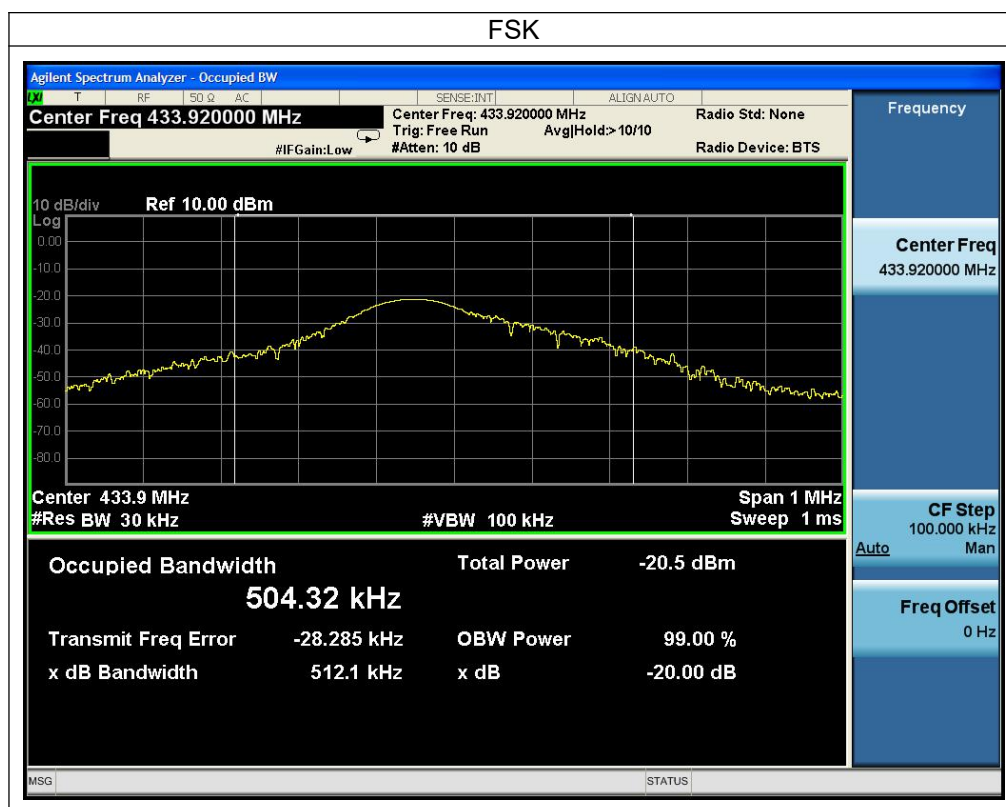 FSK
Agilent Spectrum Analyzer - Occupied BW
LXI T RF 50 Ω AC SENSE:INT ALIGN AUTO
Center Freq 433.920000 MHz
#IFGain:Low
Center Freq: 433.920000 MHz
Trig: Free Run Avg|Hold:>10/10
#Atten: 10 dB
Radio Std: None
Radio Device: BTS
10 dB/div Ref 10.00 dBm
Log
0.00
-10.0
-20.0
-30.0
-40.0
-50.0
-60.0
-70.0
-80.0
Center 433.9 MHz Span 1 MHz
#Res BW 30 kHz #VBW 100 kHz Sweep 1 ms
Occupied Bandwidth Total Power -20.5 dBm
504.32 kHz
Transmit Freq Error -28.285 kHz OBW Power 99.00 %
x dB Bandwidth 512.1 kHz x dB -20.00 dB
Frequency
Center Freq
433.920000 MHz
CF Step
100.000 kHz
Auto Man
Freq Offset
0 Hz
MSG STATUS